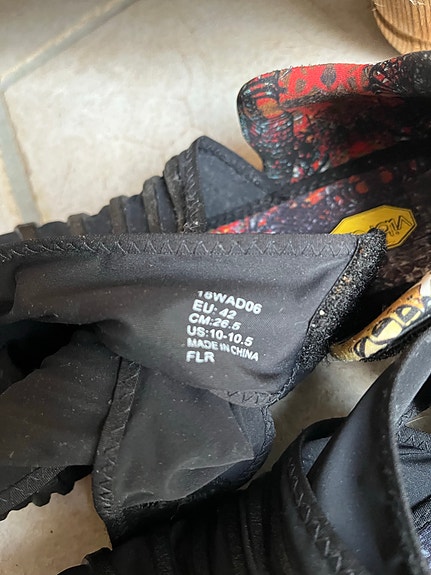 18WAD06
EU: 42
CM:26.5
US:10-10.5
MADE IN CHINA
FLR